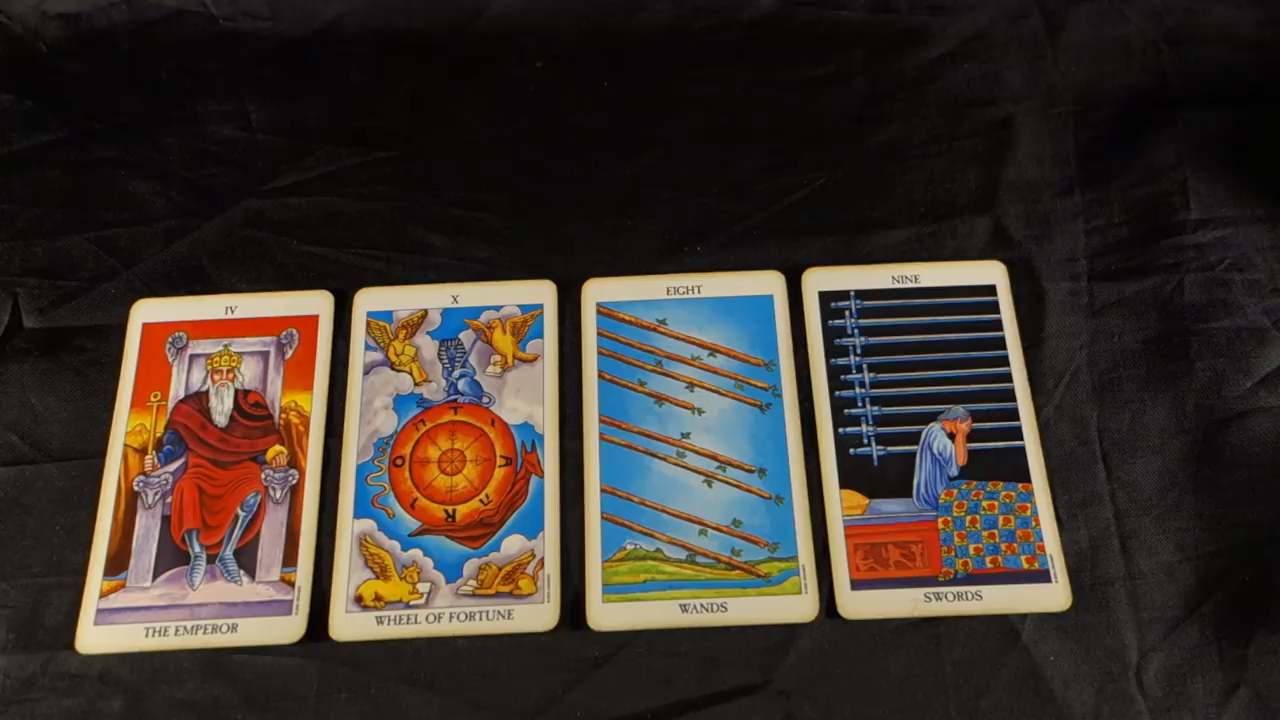 IV
THE EMPEROR
X
T
A
R
O
WHEEL OF FORTUNE
EIGHT
WANDS
NINE
SWORDS